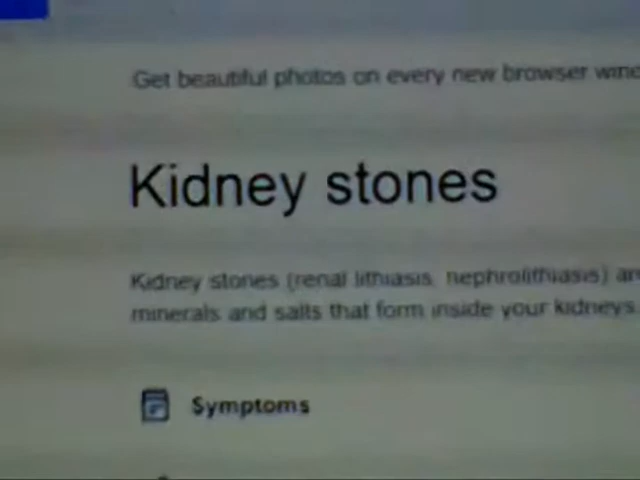 Get beautiful photos on every new browser
Kidney stones
Kidney stones (renal lithiasis, nephrolithiasis)
minerals and salts that form inside your kidneys.
Symptoms